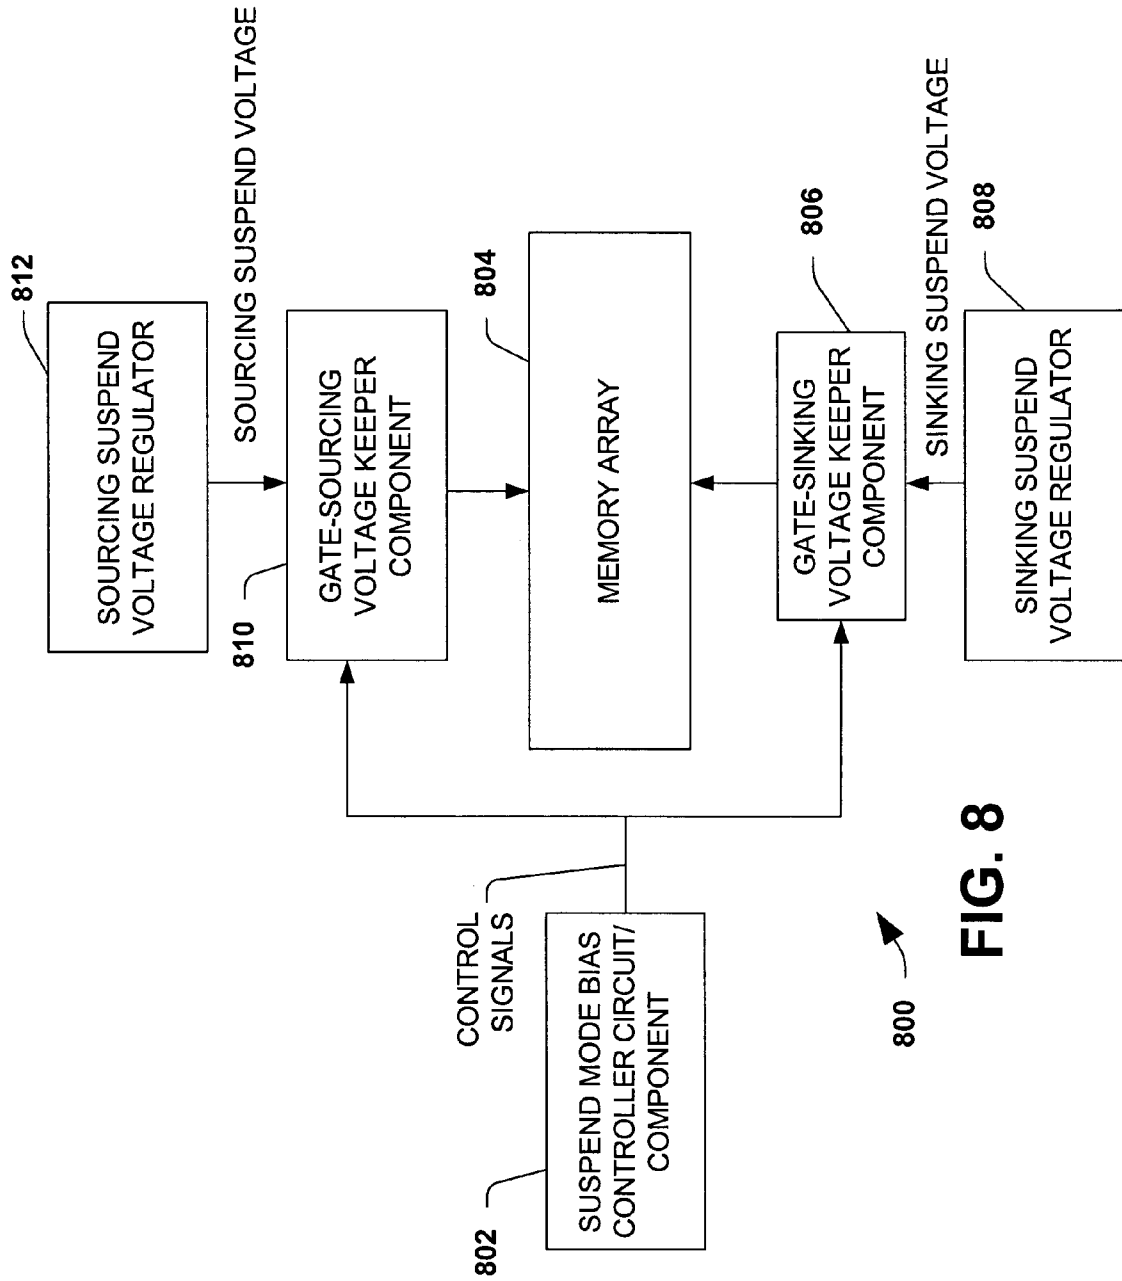 812
SOURCING SUSPEND
VOLTAGE REGULATOR
SOURCING SUSPEND VOLTAGE
810
GATE-SOURCING
VOLTAGE KEEPER
COMPONENT
804
MEMORY ARRAY
CONTROL
SIGNALS
802
SUSPEND MODE BIAS
CONTROLLER CIRCUIT/
COMPONENT
806
GATE-SINKING
VOLTAGE KEEPER
COMPONENT
SINKING SUSPEND VOLTAGE
808
SINKING SUSPEND
VOLTAGE REGULATOR
800
FIG. 8